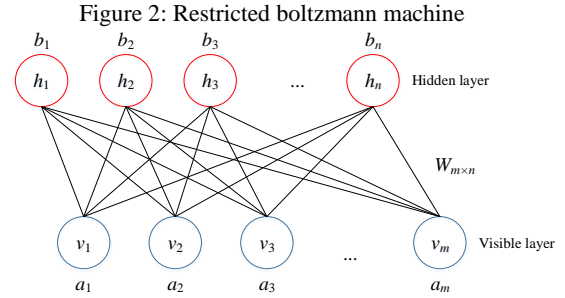 Figure 2: Restricted boltzmann machine
b₁ b₂ b₃ bₙ
h₁ h₂ h₃ ... hₙ Hidden layer
Wₘ×ₙ
v₁ v₂ v₃ ... vₘ Visible layer
a₁ a₂ a₃ aₘ